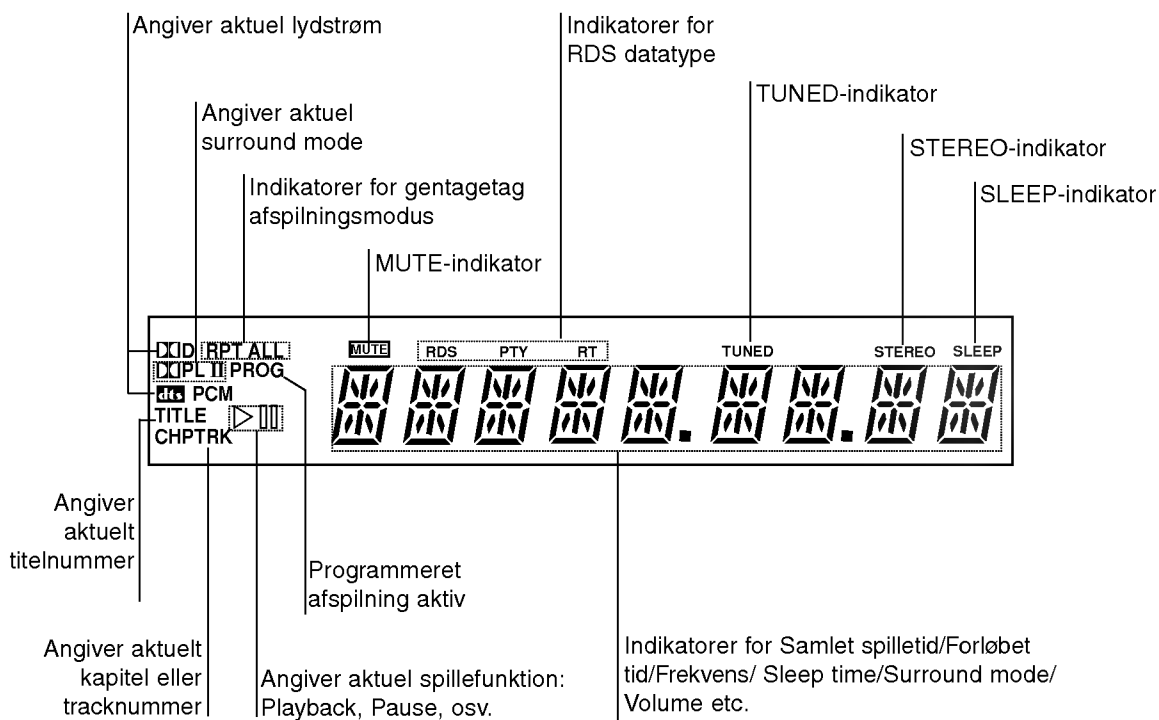 Angiver aktuel lydstrøm
Indikatorer for
RDS datatype
TUNED-indikator
Angiver aktuel
surround mode
STEREO-indikator
Indikatorer for gentagetag
afspilningsmodus
SLEEP-indikator
MUTE-indikator
D RPT ALL MUTE RDS PTY RT TUNED STEREO SLEEP
PL II PROG
dts PCM
TITLE
CHPTRK
Angiver
aktuelt
titelnummer
Programmeret
afspilning aktiv
Angiver aktuelt
kapitel eller
tracknummer
Angiver aktuel spillefunktion:
Playback, Pause, osv.
Indikatorer for Samlet spilletid/Forløbet
tid/Frekvens/ Sleep time/Surround mode/
Volume etc.